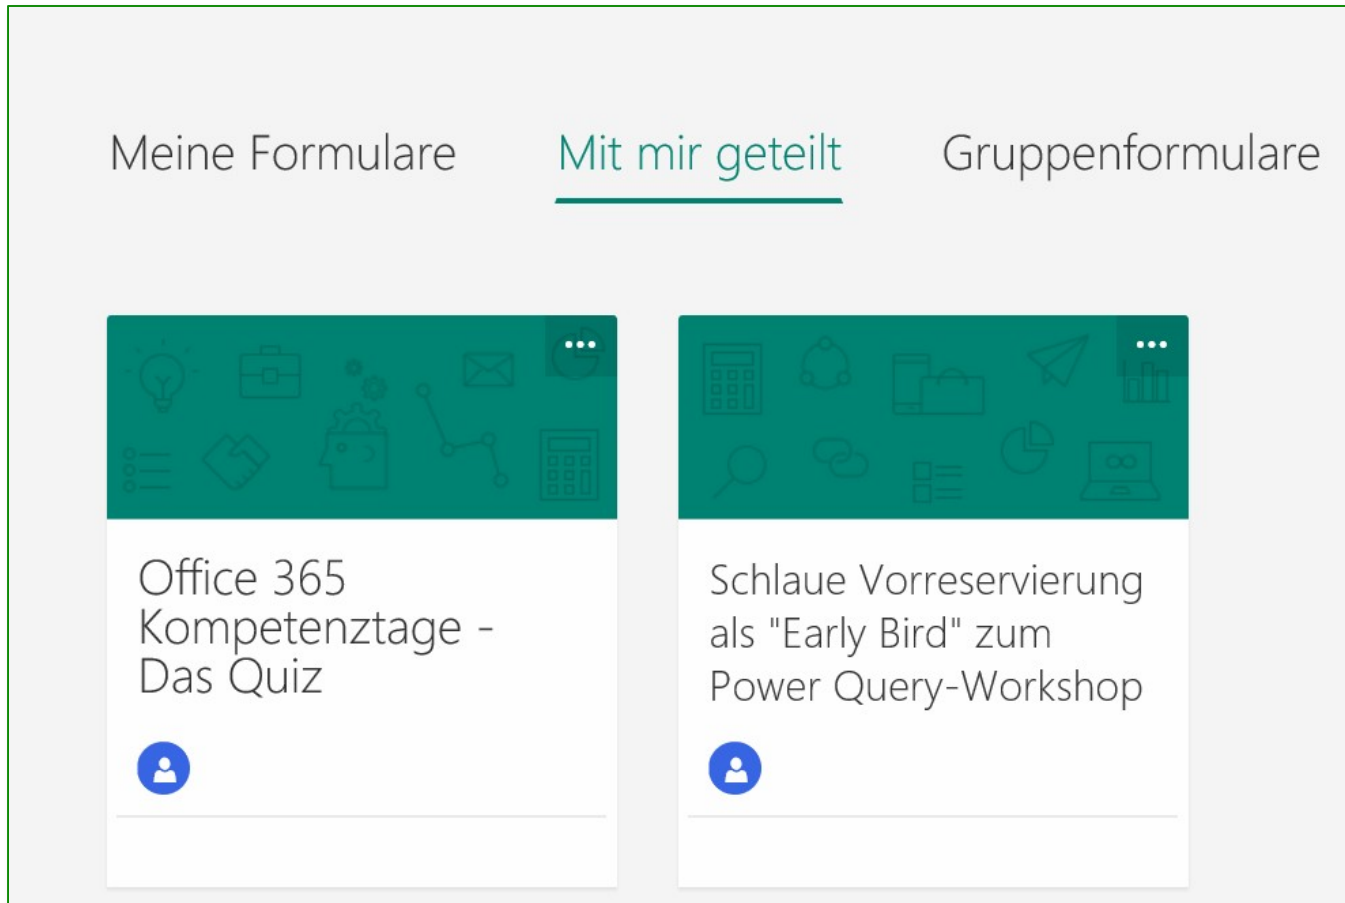 Meine Formulare Mit mir geteilt Gruppenformulare
Office 365
Kompetenztage -
Das Quiz
Schlaue Vorreservierung
als "Early Bird" zum
Power Query-Workshop